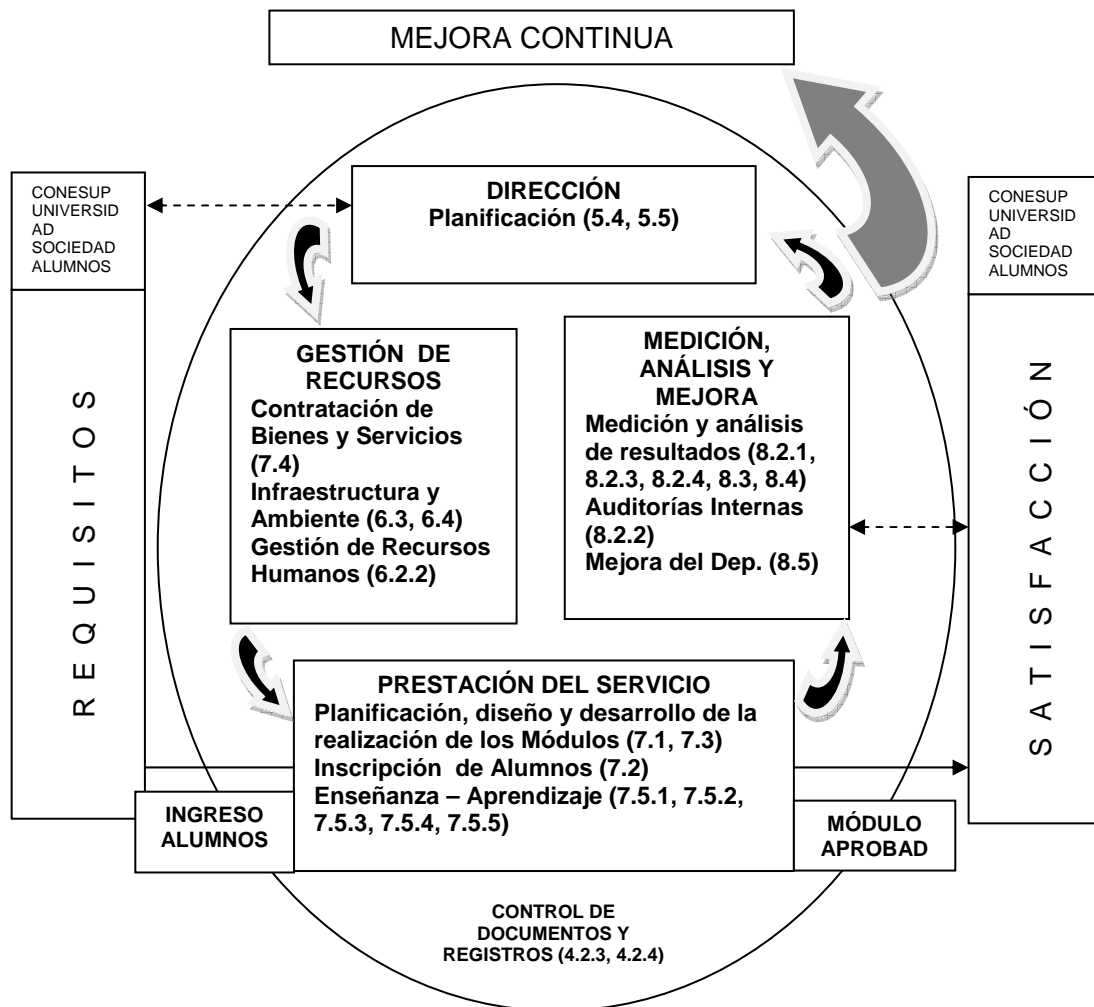 MEJORA CONTINUA
CONESUP
UNIVERSID
AD
SOCIEDAD
ALUMNOS
REQUISITOS
DIRECCIÓN
Planificación (5.4, 5.5)
GESTIÓN DE
RECURSOS
Contratación de
Bienes y Servicios
(7.4)
Infraestructura y
Ambiente (6.3, 6.4)
Gestión de Recursos
Humanos (6.2.2)
MEDICIÓN,
ANÁLISIS Y
MEJORA
Medición y análisis
de resultados (8.2.1,
8.2.3, 8.2.4, 8.3, 8.4)
Auditorías Internas
(8.2.2)
Mejora del Dep. (8.5)
CONESUP
UNIVERSID
AD
SOCIEDAD
ALUMNOS
SATISFACCIÓN
PRESTACIÓN DEL SERVICIO
Planificación, diseño y desarrollo de la
realización de los Módulos (7.1, 7.3)
Inscripción de Alumnos (7.2)
Enseñanza – Aprendizaje (7.5.1, 7.5.2,
7.5.3, 7.5.4, 7.5.5)
INGRESO
ALUMNOS
MÓDULO
APROBAD
CONTROL DE
DOCUMENTOS Y
REGISTROS (4.2.3, 4.2.4)